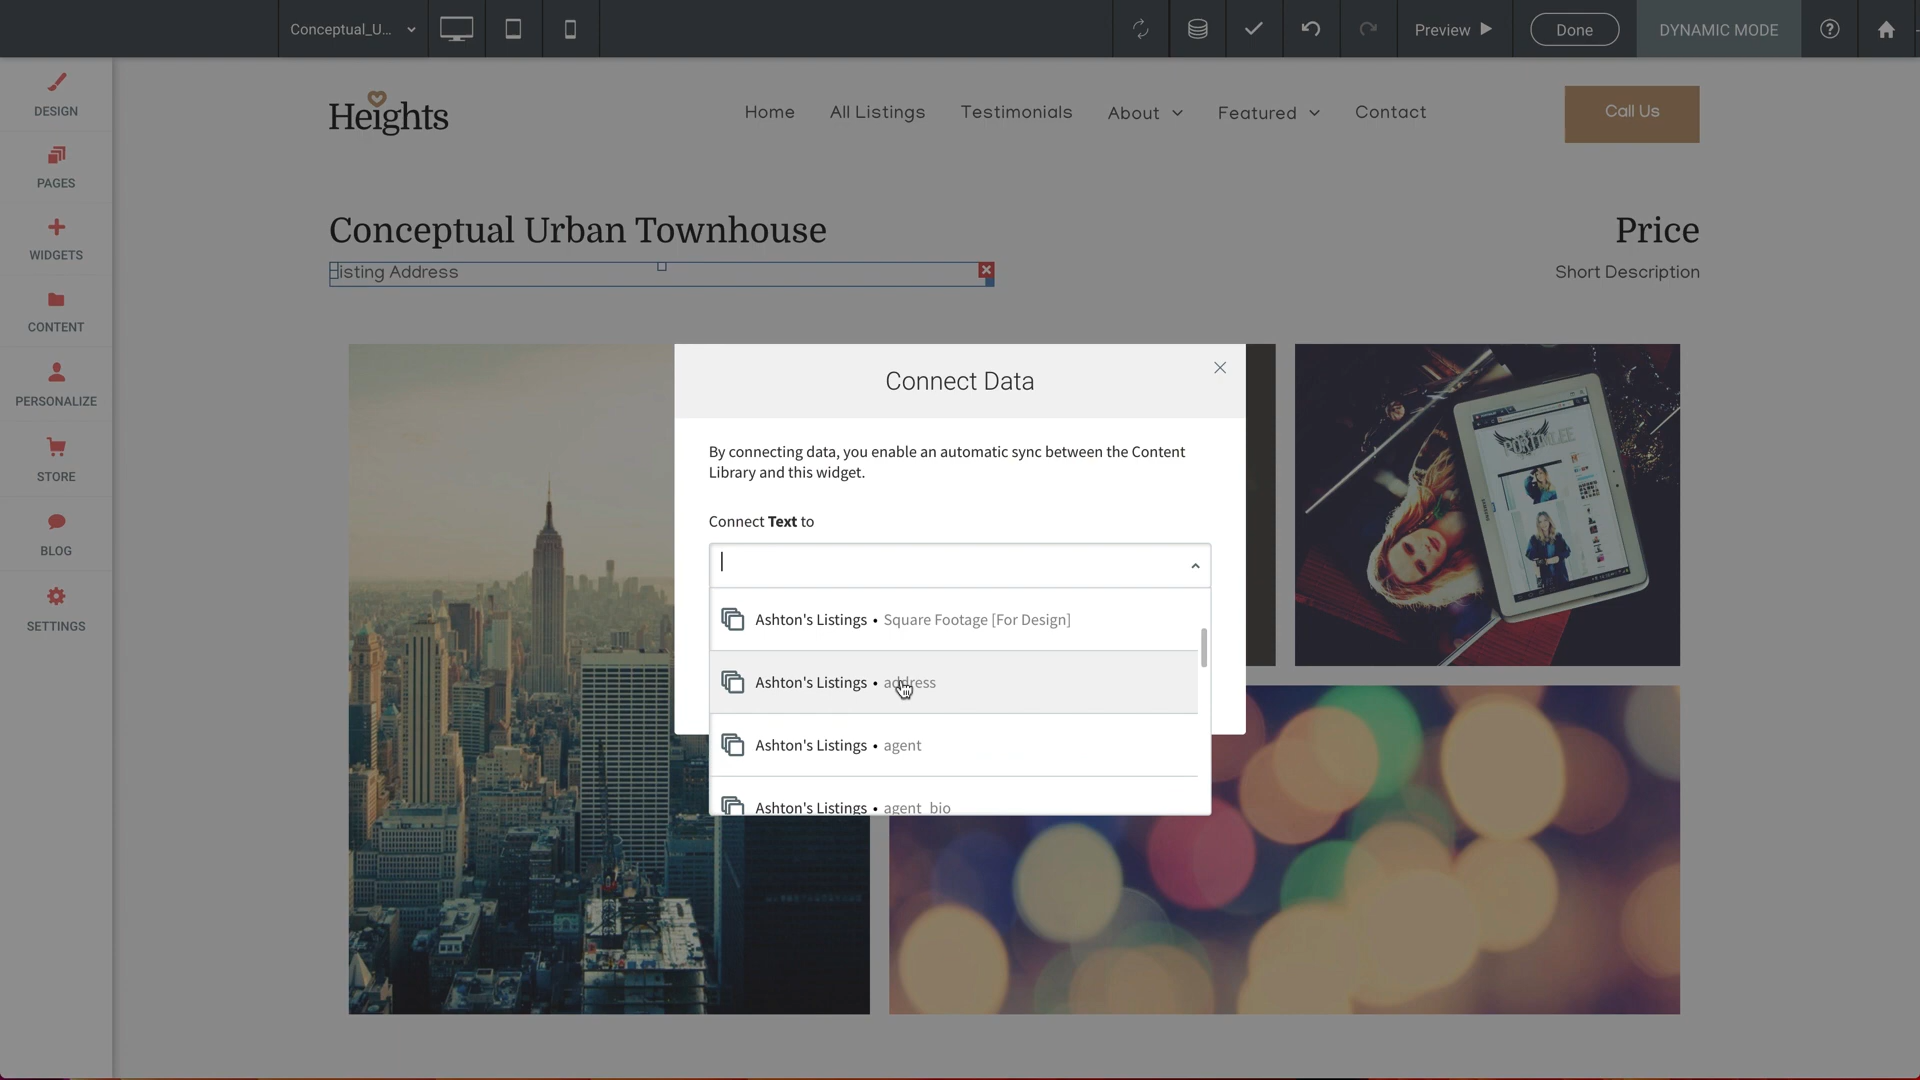 Conceptual_U...
Preview
Done
DYNAMIC MODE
DESIGN
PAGES
WIDGETS
CONTENT
PERSONALIZE
STORE
BLOG
SETTINGS
Heights
Home
All Listings
Testimonials
About
Featured
Contact
Call Us
Conceptual Urban Townhouse
Price
Listing Address
Short Description
Connect Data
By connecting data, you enable an automatic sync between the Content
Library and this widget.
Connect Text to
Ashton's Listings • Square Footage [For Design]
Ashton's Listings • address
Ashton's Listings • agent
Ashton's Listings • agent_bio